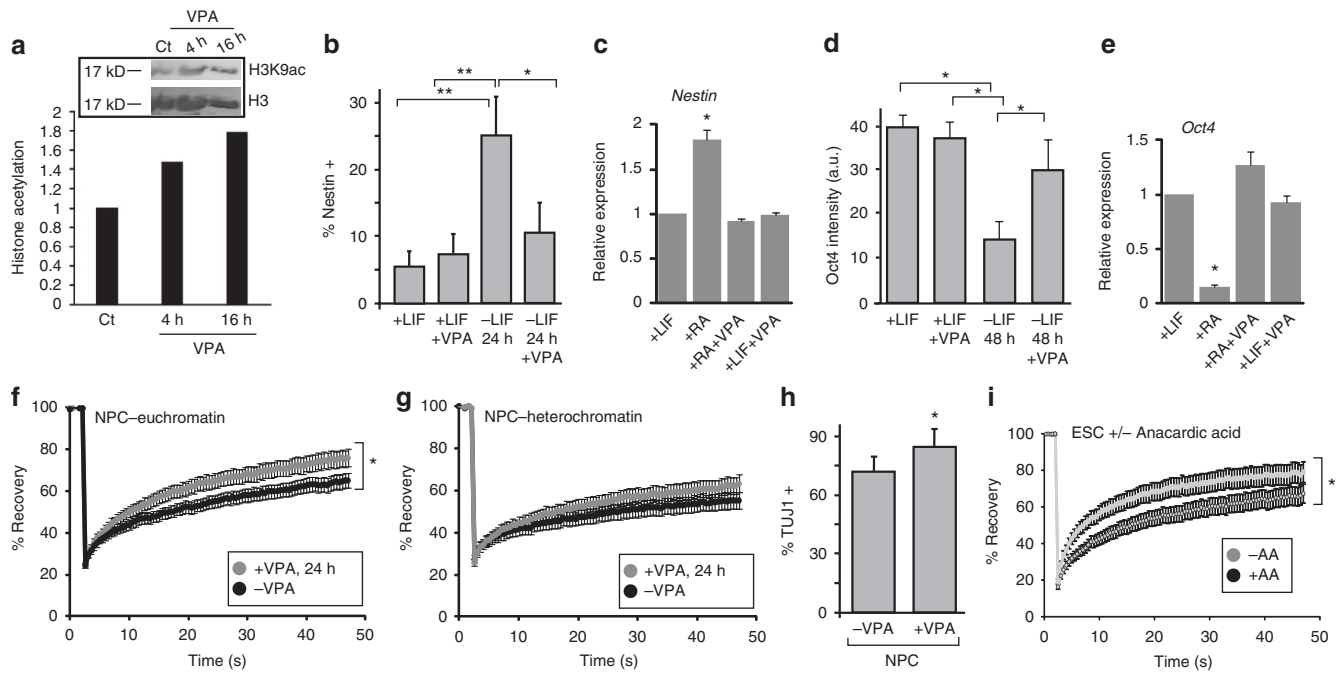 a
VPA
Ct 4 h 16 h
17 kD— H3K9ac
17 kD— H3
Histone acetylation
2
1.8
1.6
1.4
1.2
1
0.8
0.6
0.4
0.2
0
Ct 4 h 16 h
VPA
b
** *
**
% Nestin +
30
20
10
0
+LIF +LIF –LIF –LIF
+VPA 24 h 24 h
+VPA
c
Nestin
*
Relative expression
2
1.5
1
0.5
0
+LIF +RA +RA+VPA +LIF+VPA
d
*
*
*
Oct4 intensity (a.u.)
40
30
20
10
0
+LIF +LIF –LIF –LIF
+VPA 48 h 48 h
+VPA
e
Oct4
Relative expression
1.5
1
0.5
0
*
+LIF +RA +RA+VPA +LIF+VPA
f
NPC–euchromatin
% Recovery
100
80
60
40
20
0
*
+VPA, 24 h
–VPA
0 10 20 30 40 50
Time (s)
g
NPC–heterochromatin
% Recovery
100
80
60
40
20
0
+VPA, 24 h
–VPA
0 10 20 30 40 50
Time (s)
h
*
% TUJ1 +
90
60
30
0
–VPA +VPA
NPC
i
ESC +/– Anacardic acid
% Recovery
100
80
60
40
20
0
*
–AA
+AA
0 10 20 30 40 50
Time (s)